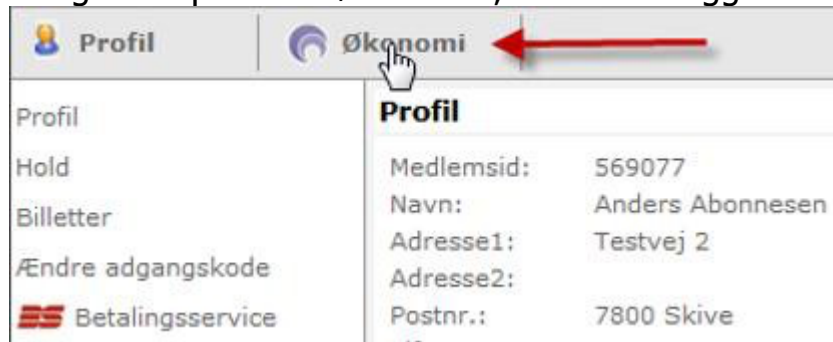 Profil Økonomi
Profil
Hold
Billetter
Ændre adgangskode
BS Betalingsservice
Profil
Medlemsid: 569077
Navn: Anders Abonnesen
Adresse1: Testvej 2
Adresse2:
Postnr.: 7800 Skive